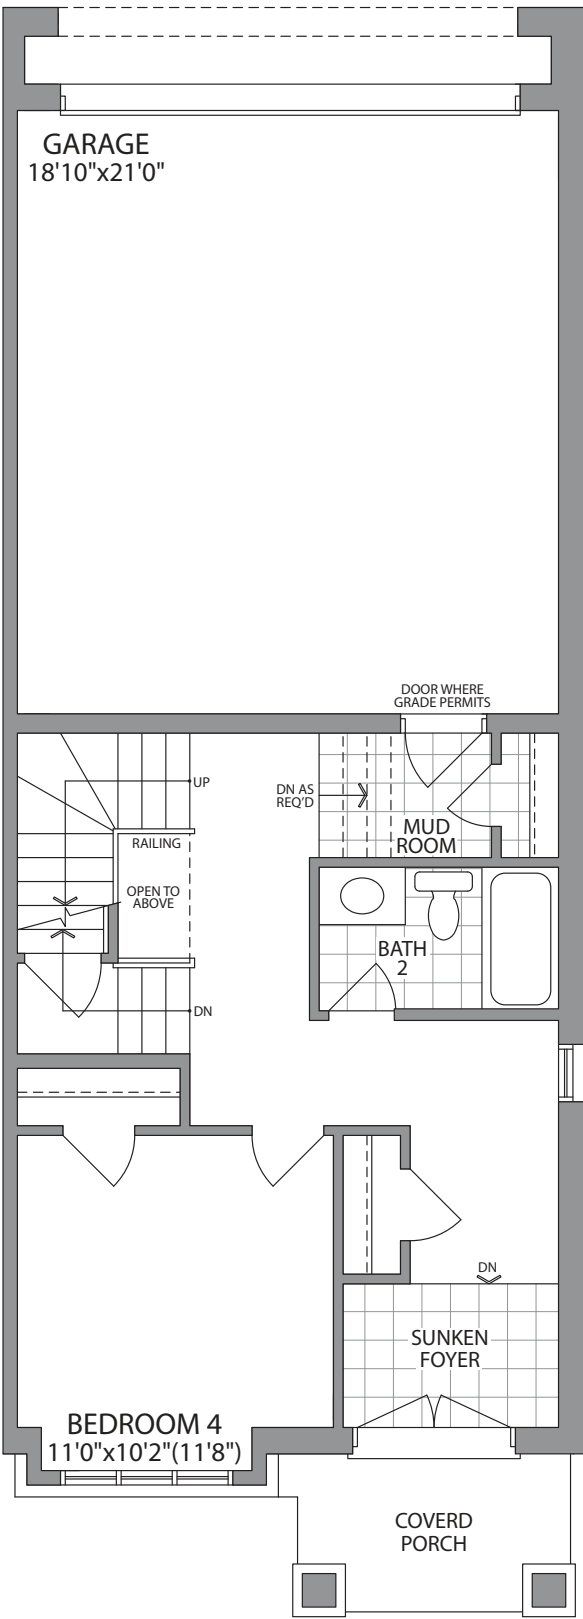 GARAGE
18'10"x21'0"
DOOR WHERE
GRADE PERMITS
UP
DN AS
REQ'D
MUD
ROOM
RAILING
OPEN TO
ABOVE
BATH
2
DN
DN
SUNKEN
FOYER
BEDROOM 4
11'0"x10'2"(11'8")
COVERD
PORCH